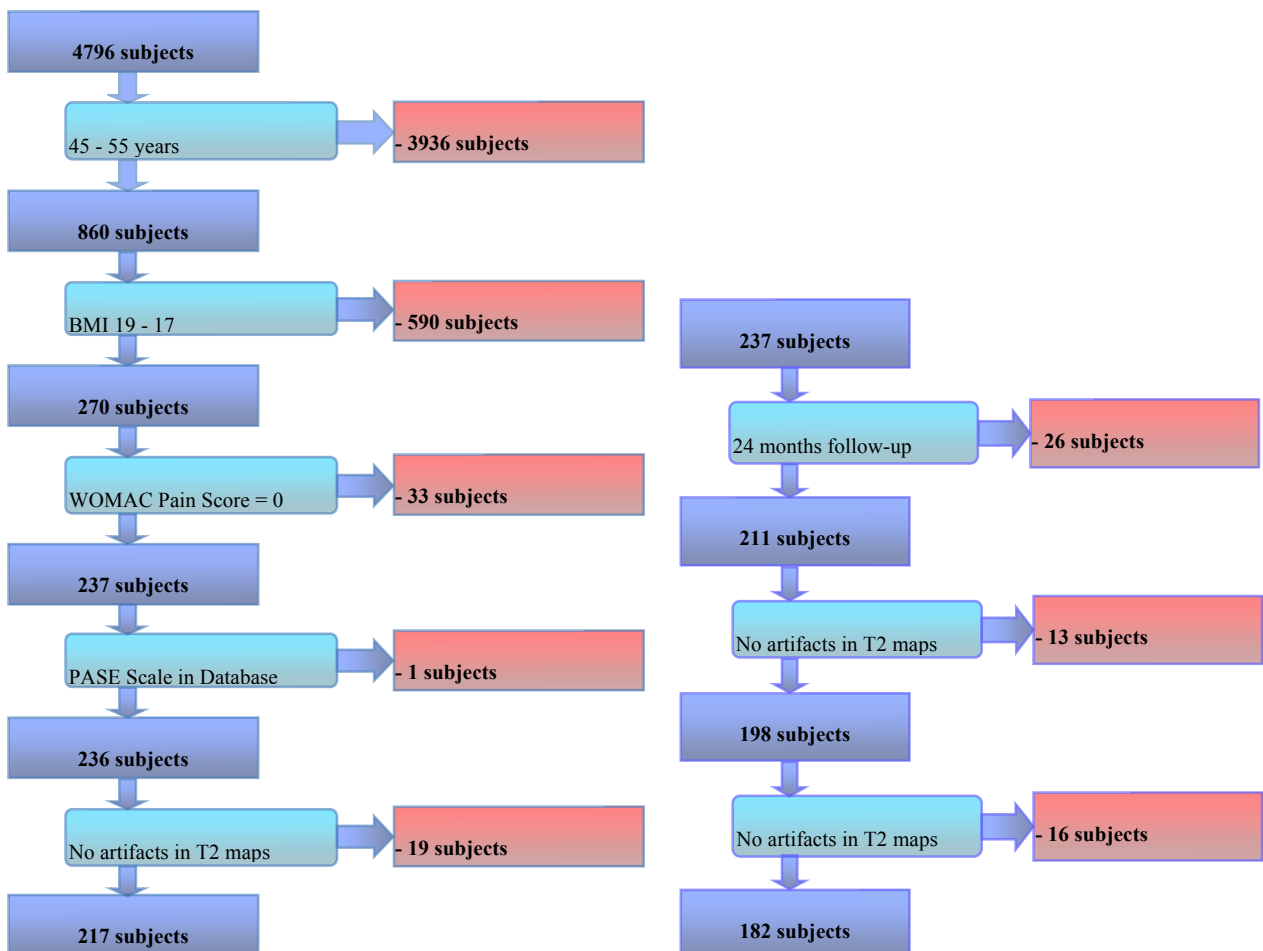 4796 subjects
45 - 55 years
- 3936 subjects
860 subjects
BMI 19 - 17
- 590 subjects
270 subjects
WOMAC Pain Score = 0
- 33 subjects
237 subjects
PASE Scale in Database
- 1 subjects
236 subjects
No artifacts in T2 maps
- 19 subjects
217 subjects
237 subjects
24 months follow-up
- 26 subjects
211 subjects
No artifacts in T2 maps
- 13 subjects
198 subjects
No artifacts in T2 maps
- 16 subjects
182 subjects